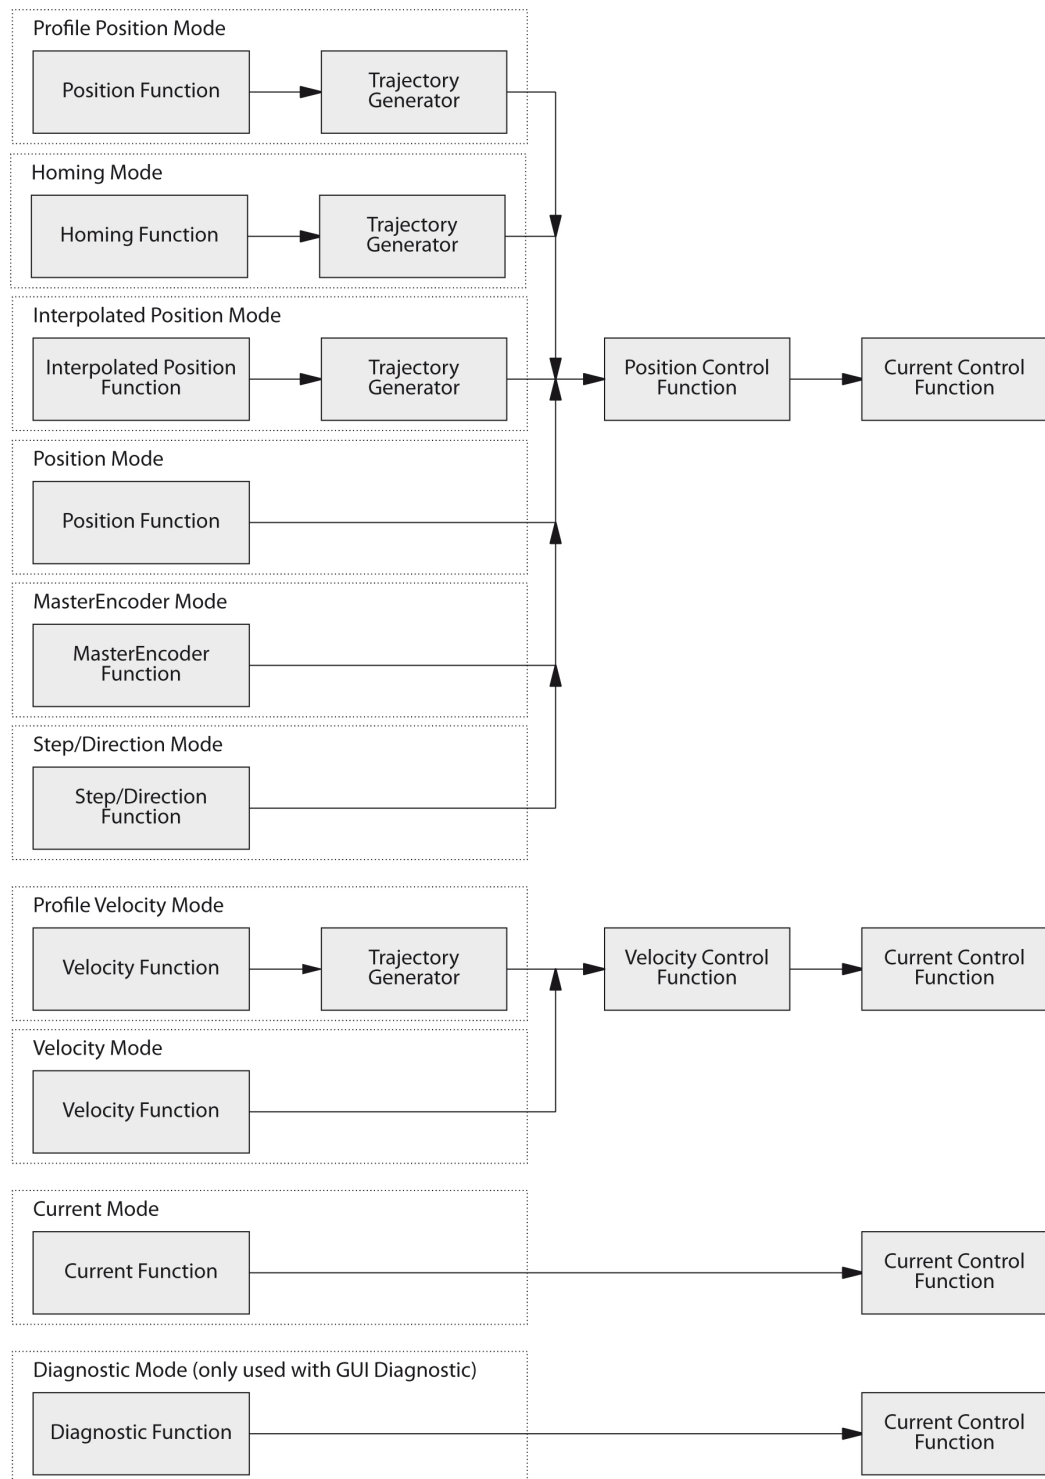 Profile Position Mode
Position Function
Trajectory
Generator
Homing Mode
Homing Function
Trajectory
Generator
Interpolated Position Mode
Interpolated Position
Function
Trajectory
Generator
Position Control
Function
Current Control
Function
Position Mode
Position Function
MasterEncoder Mode
MasterEncoder
Function
Step/Direction Mode
Step/Direction
Function
Profile Velocity Mode
Velocity Function
Trajectory
Generator
Velocity Control
Function
Current Control
Function
Velocity Mode
Velocity Function
Current Mode
Current Function
Current Control
Function
Diagnostic Mode (only used with GUI Diagnostic)
Diagnostic Function
Current Control
Function